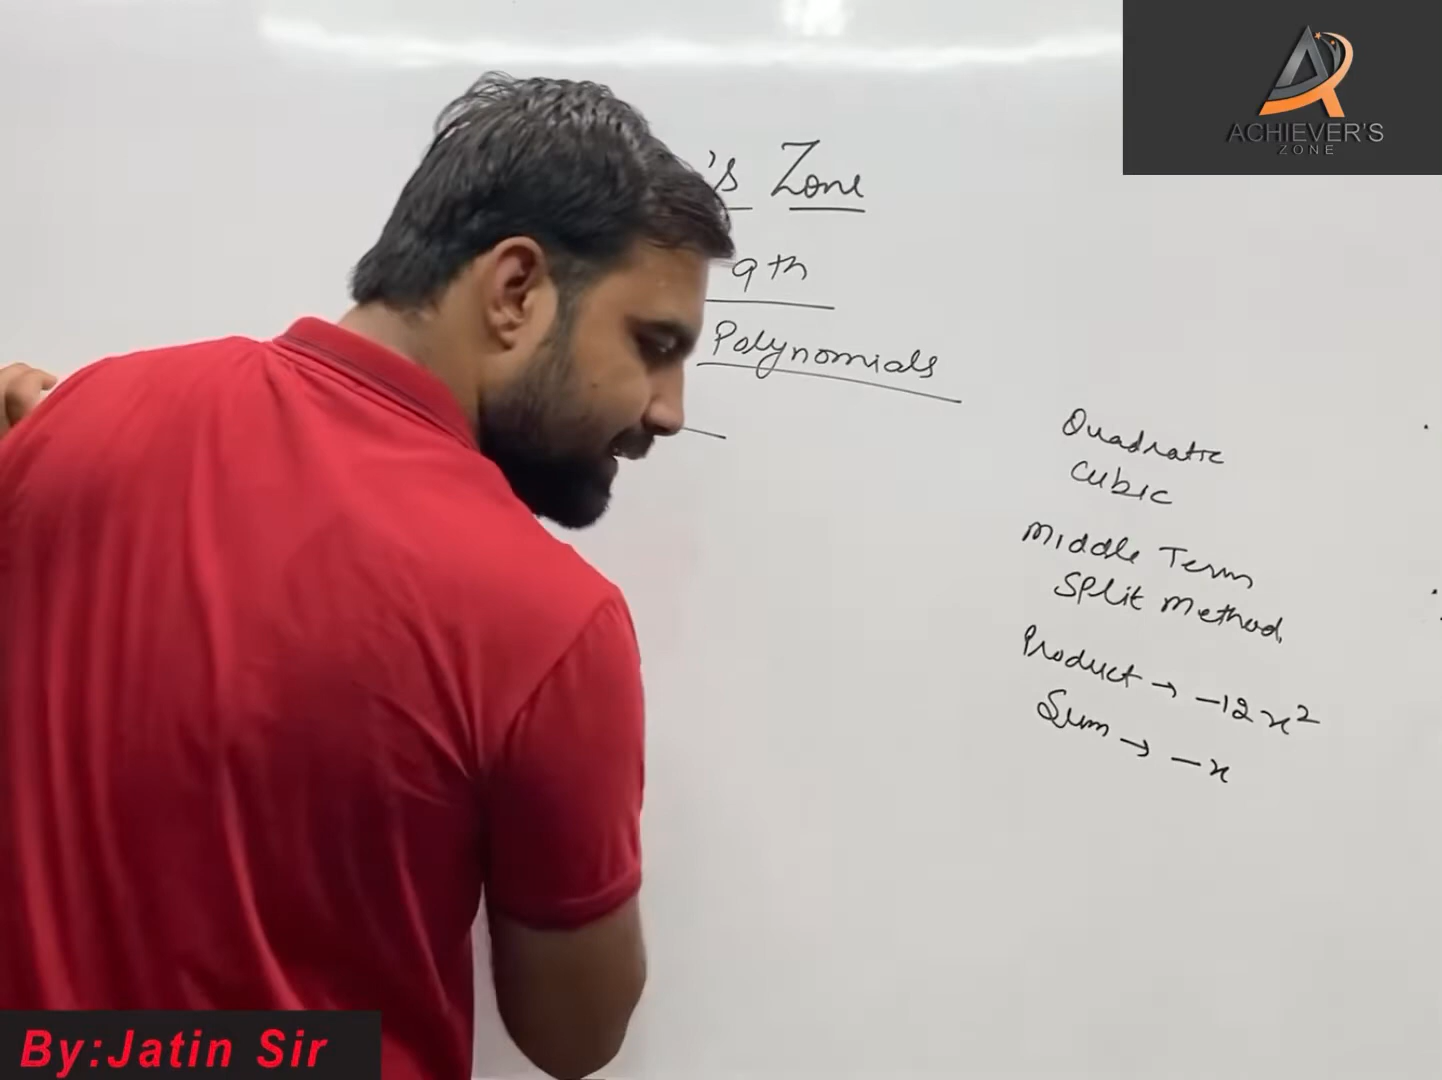 ACHIEVER'S
ZONE
's Zone
9th
Polynomials
Quadratic
Cubic
Middle Term
Split Method.
Product → -12x²
Sum → -x
By:Jatin Sir